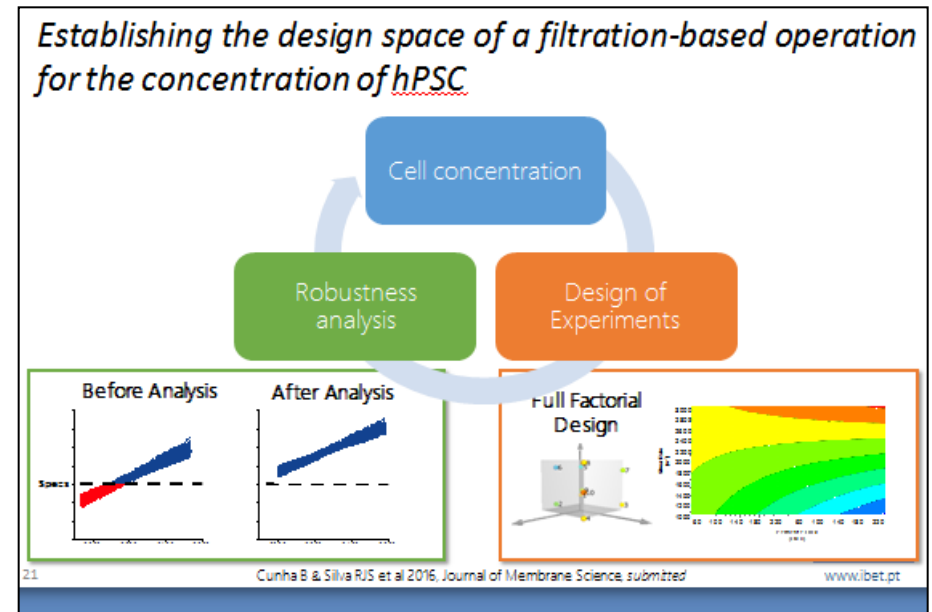 Establishing the design space of a filtration-based operation
for the concentration of hPSC
Cell concentration
Robustness
analysis
Design of
Experiments
Before Analysis
After Analysis
Specs
Full Factorial
Design
21
Cunha B & Silva RJS et al 2016, Journal of Membrane Science, submitted
www.ibet.pt